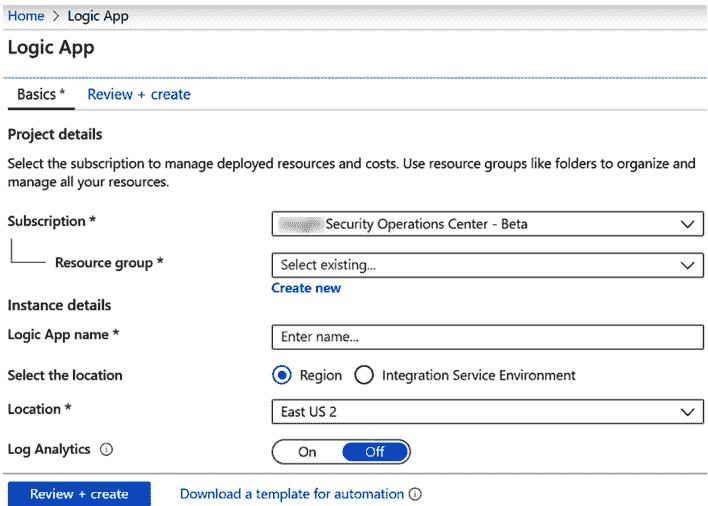 Home > Logic App
Logic App
Basics * Review + create
Project details
Select the subscription to manage deployed resources and costs. Use resource groups like folders to organize and
manage all your resources.
Subscription * Security Operations Center - Beta
Resource group * Select existing...
Create new
Instance details
Logic App name * Enter name...
Select the location Region Integration Service Environment
Location * East US 2
Log Analytics On Off
Review + create Download a template for automation